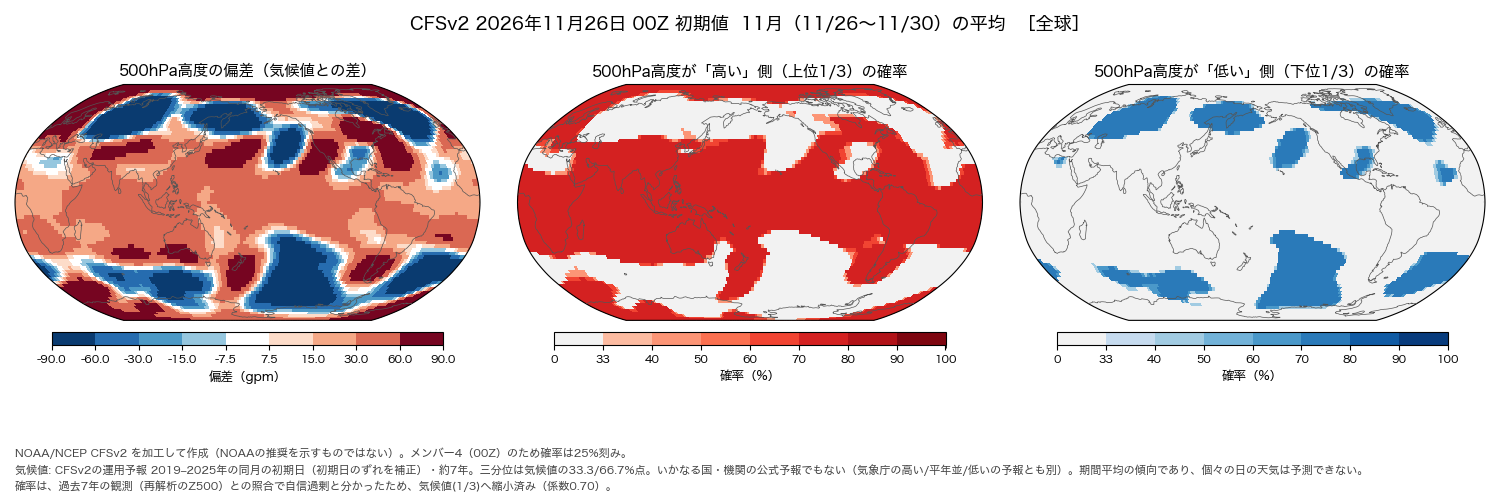 CFSv2 2026年11月26日 00Z 初期値 11月（11/26～11/30）の平均 ［全球］
500hPa高度の偏差（気候値との差）
500hPa高度が「高い」側（上位1/3）の確率
500hPa高度が「低い」側（下位1/3）の確率
-90.0 -60.0 -30.0 -15.0 -7.5 7.5 15.0 30.0 60.0 90.0
偏差（gpm）
0 33 40 50 60 70 80 90 100
確率（%）
0 33 40 50 60 70 80 90 100
確率（%）
NOAA/NCEP CFSv2 を加工して作成（NOAAの推奨を示すものではない）。メンバー4（00Z）のため確率は25%刻み。
気候値: CFSv2の運用予報 2019–2025年の同月の初期日（初期日のずれを補正）・約7年。三分位は気候値の33.3/66.7%点。いかなる国・機関の公式予報でもない（気象庁の高い/平年並/低いの予報とも別）。期間平均の傾向であり、個々の日の天気は予測できない。
確率は、過去7年の観測（再解析のZ500）との照合で自信過剰と分かったため、気候値(1/3)へ縮小済み（係数0.70）。